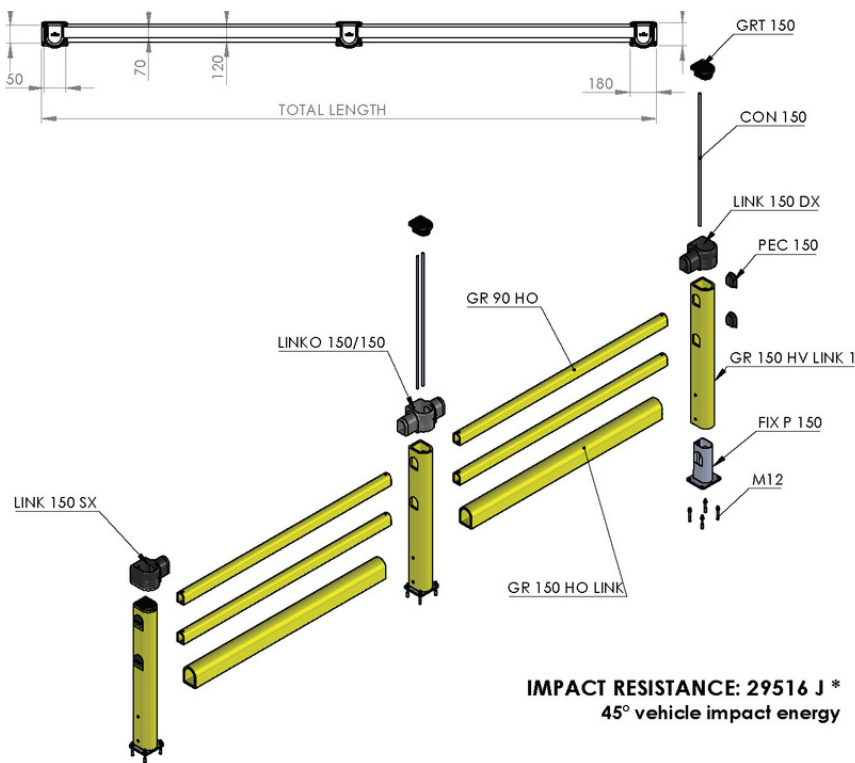 GRT 150
50
70
120
180
TOTAL LENGTH
CON 150
LINK 150 DX
PEC 150
GR 90 HO
LINKO 150/150
GR 150 HV LINK 1
FIX P 150
M12
LINK 150 SX
GR 150 HO LINK
IMPACT RESISTANCE: 29516 J *
45° vehicle impact energy